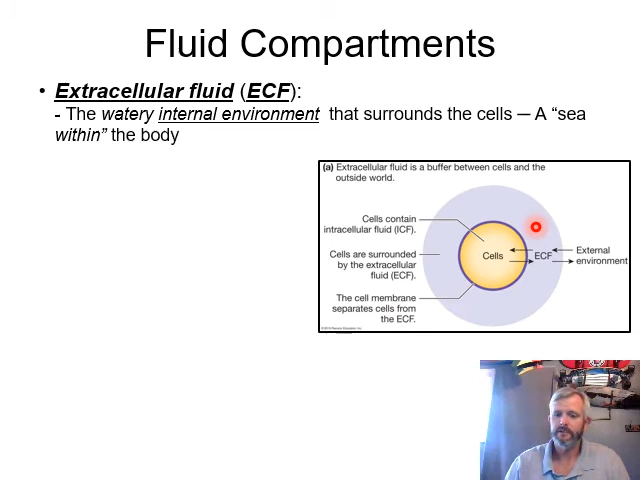 Fluid Compartments
• Extracellular fluid (ECF):
- The watery internal environment that surrounds the cells — A “sea
within” the body
(a) Extracellular fluid is a buffer between cells and the
outside world.
Cells contain
intracellular fluid (ICF).
Cells are surrounded
by the extracellular
fluid (ECF).
The cell membrane
separates cells from
the ECF.
Cells
ECF
External
environment